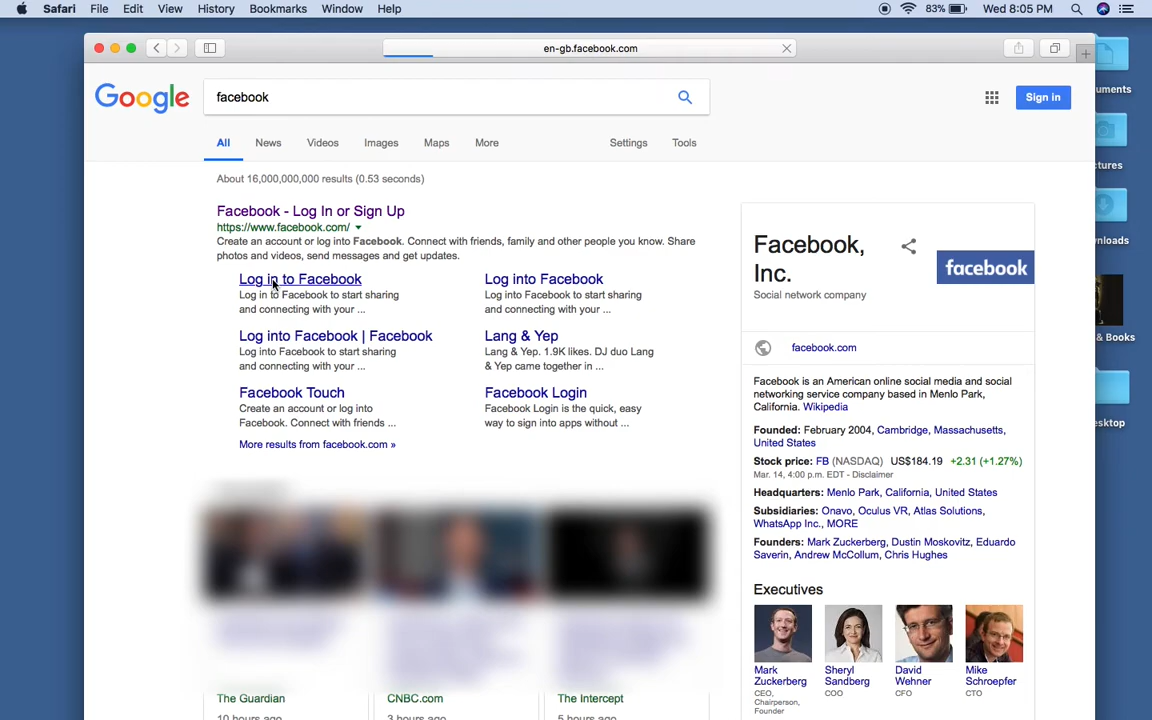 Safari File Edit View History Bookmarks Window Help
83% Wed 8:05 PM
en-gb.facebook.com
Google
facebook
Sign in
All News Videos Images Maps More Settings Tools
About 16,000,000,000 results (0.53 seconds)
Facebook - Log In or Sign Up
https://www.facebook.com/
Create an account or log into Facebook. Connect with friends, family and other people you know. Share
photos and videos, send messages and get updates.
Log in to Facebook
Log in to Facebook to start sharing
and connecting with your ...
Log into Facebook
Log into Facebook to start sharing
and connecting with your ...
Log into Facebook | Facebook
Log into Facebook to start sharing
and connecting with your ...
Lang & Yep
Lang & Yep. 1.9K likes. DJ duo Lang
& Yep came together in ...
Facebook Touch
Create an account or log into
Facebook. Connect with friends ...
Facebook Login
Facebook Login is the quick, easy
way to sign into apps without ...
More results from facebook.com »
The Guardian
10 hours ago
CNBC.com
3 hours ago
The Intercept
5 hours ago
Facebook,
Inc.
Social network company
facebook
facebook.com
Facebook is an American online social media and social
networking service company based in Menlo Park,
California. Wikipedia
Founded: February 2004, Cambridge, Massachusetts,
United States
Stock price: FB (NASDAQ) US$184.19 +2.31 (+1.27%)
Mar. 14, 4:00 p.m. EDT - Disclaimer
Headquarters: Menlo Park, California, United States
Subsidiaries: Onavo, Oculus VR, Atlas Solutions,
WhatsApp Inc., MORE
Founders: Mark Zuckerberg, Dustin Moskovitz, Eduardo
Saverin, Andrew McCollum, Chris Hughes
Executives
Mark
Zuckerberg
CEO,
Chairperson,
Founder
Sheryl
Sandberg
COO
David
Wehner
CFO
Mike
Schroepfer
CTO
uments
tures
wnloads
& Books
esktop